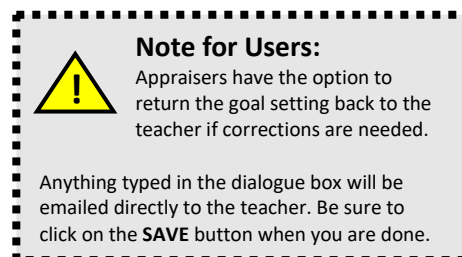 Note for Users:
!
Appraisers have the option to
return the goal setting back to the
teacher if corrections are needed.
Anything typed in the dialogue box will be
emailed directly to the teacher. Be sure to
click on the SAVE button when you are done.